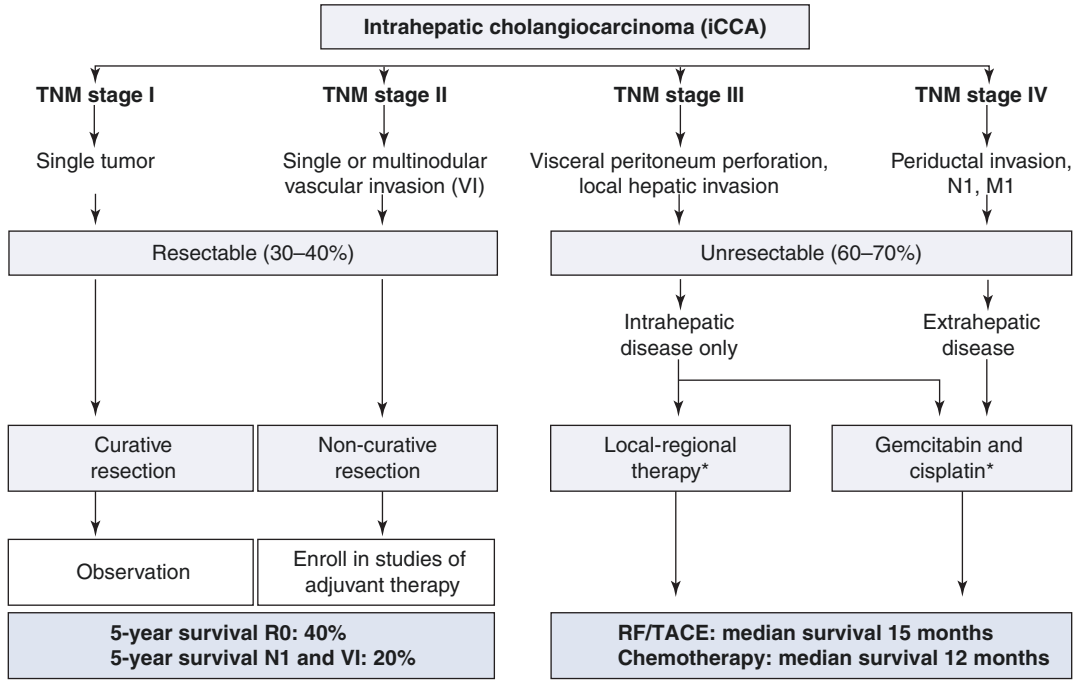 Intrahepatic cholangiocarcinoma (iCCA)
TNM stage I
TNM stage II
TNM stage III
TNM stage IV
Single tumor
Single or multinodular
vascular invasion (VI)
Visceral peritoneum perforation,
local hepatic invasion
Periductal invasion,
N1, M1
Resectable (30–40%)
Unresectable (60–70%)
Intrahepatic
disease only
Extrahepatic
disease
Curative
resection
Non-curative
resection
Local-regional
therapy*
Gemcitabin and
cisplatin*
Observation
Enroll in studies of
adjuvant therapy
5-year survival R0: 40%
5-year survival N1 and VI: 20%
RF/TACE: median survival 15 months
Chemotherapy: median survival 12 months